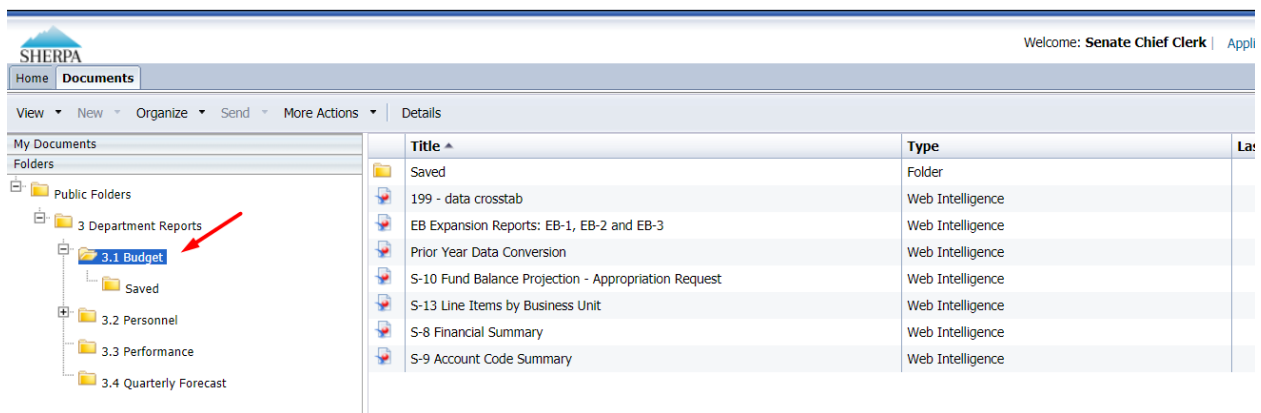 SHERPA
Welcome: Senate Chief Clerk | Appli
Home Documents
View New Organize Send More Actions Details
My Documents
Folders
Public Folders
3 Department Reports
3.1 Budget
Saved
3.2 Personnel
3.3 Performance
3.4 Quarterly Forecast
Title Type Las
Saved Folder
199 - data crosstab Web Intelligence
EB Expansion Reports: EB-1, EB-2 and EB-3 Web Intelligence
Prior Year Data Conversion Web Intelligence
S-10 Fund Balance Projection - Appropriation Request Web Intelligence
S-13 Line Items by Business Unit Web Intelligence
S-8 Financial Summary Web Intelligence
S-9 Account Code Summary Web Intelligence